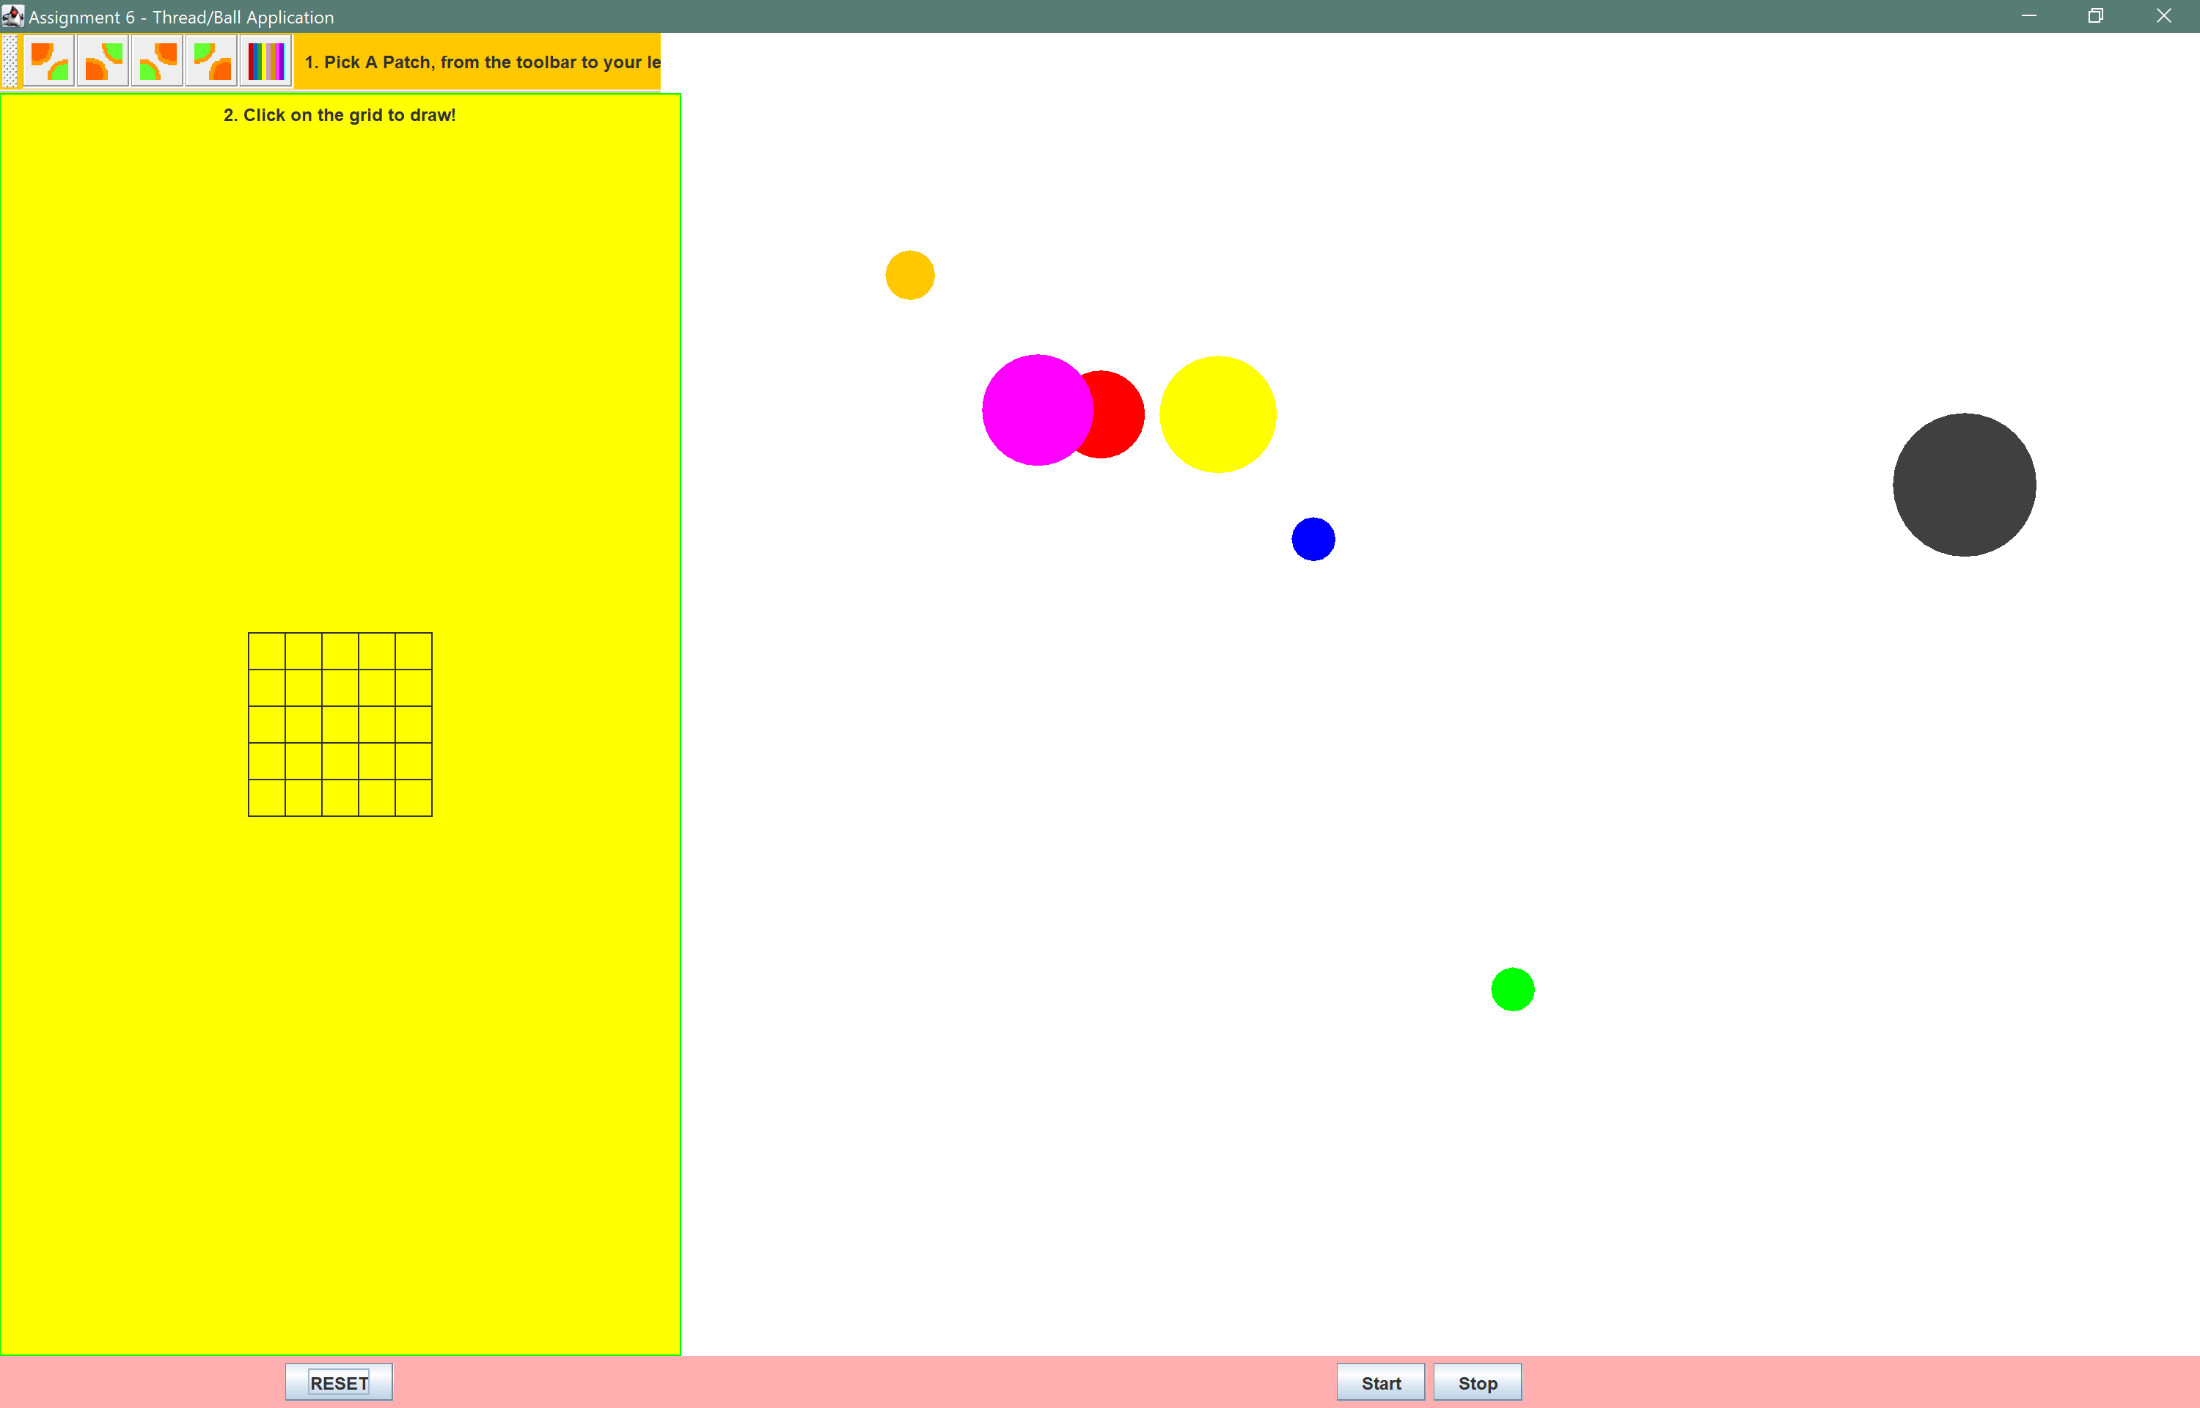 Assignment 6 - Thread/Ball Application
1. Pick A Patch, from the toolbar to your le
2. Click on the grid to draw!
RESET
Start
Stop